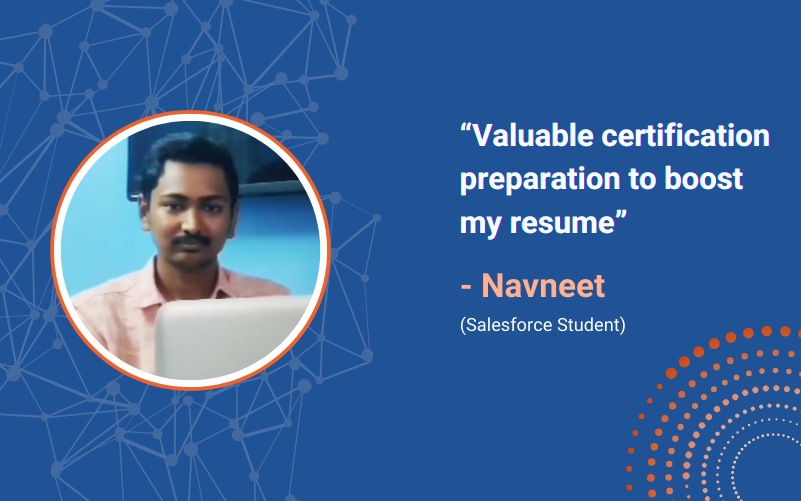 “Valuable certification
preparation to boost
my resume”
- Navneet
(Salesforce Student)